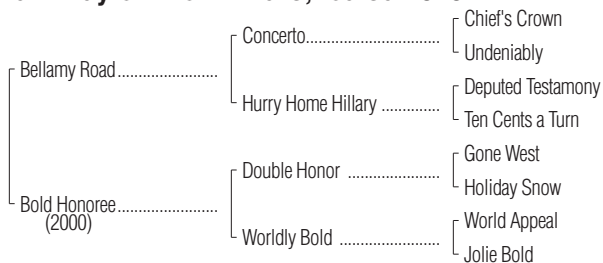 Chief's Crown
Concerto
Undeniably
Bellamy Road
Deputed Testamony
Hurry Home Hillary
Ten Cents a Turn
Gone West
Double Honor
Holiday Snow
Bold Honoree
(2000)
World Appeal
Worldly Bold
Jolie Bold